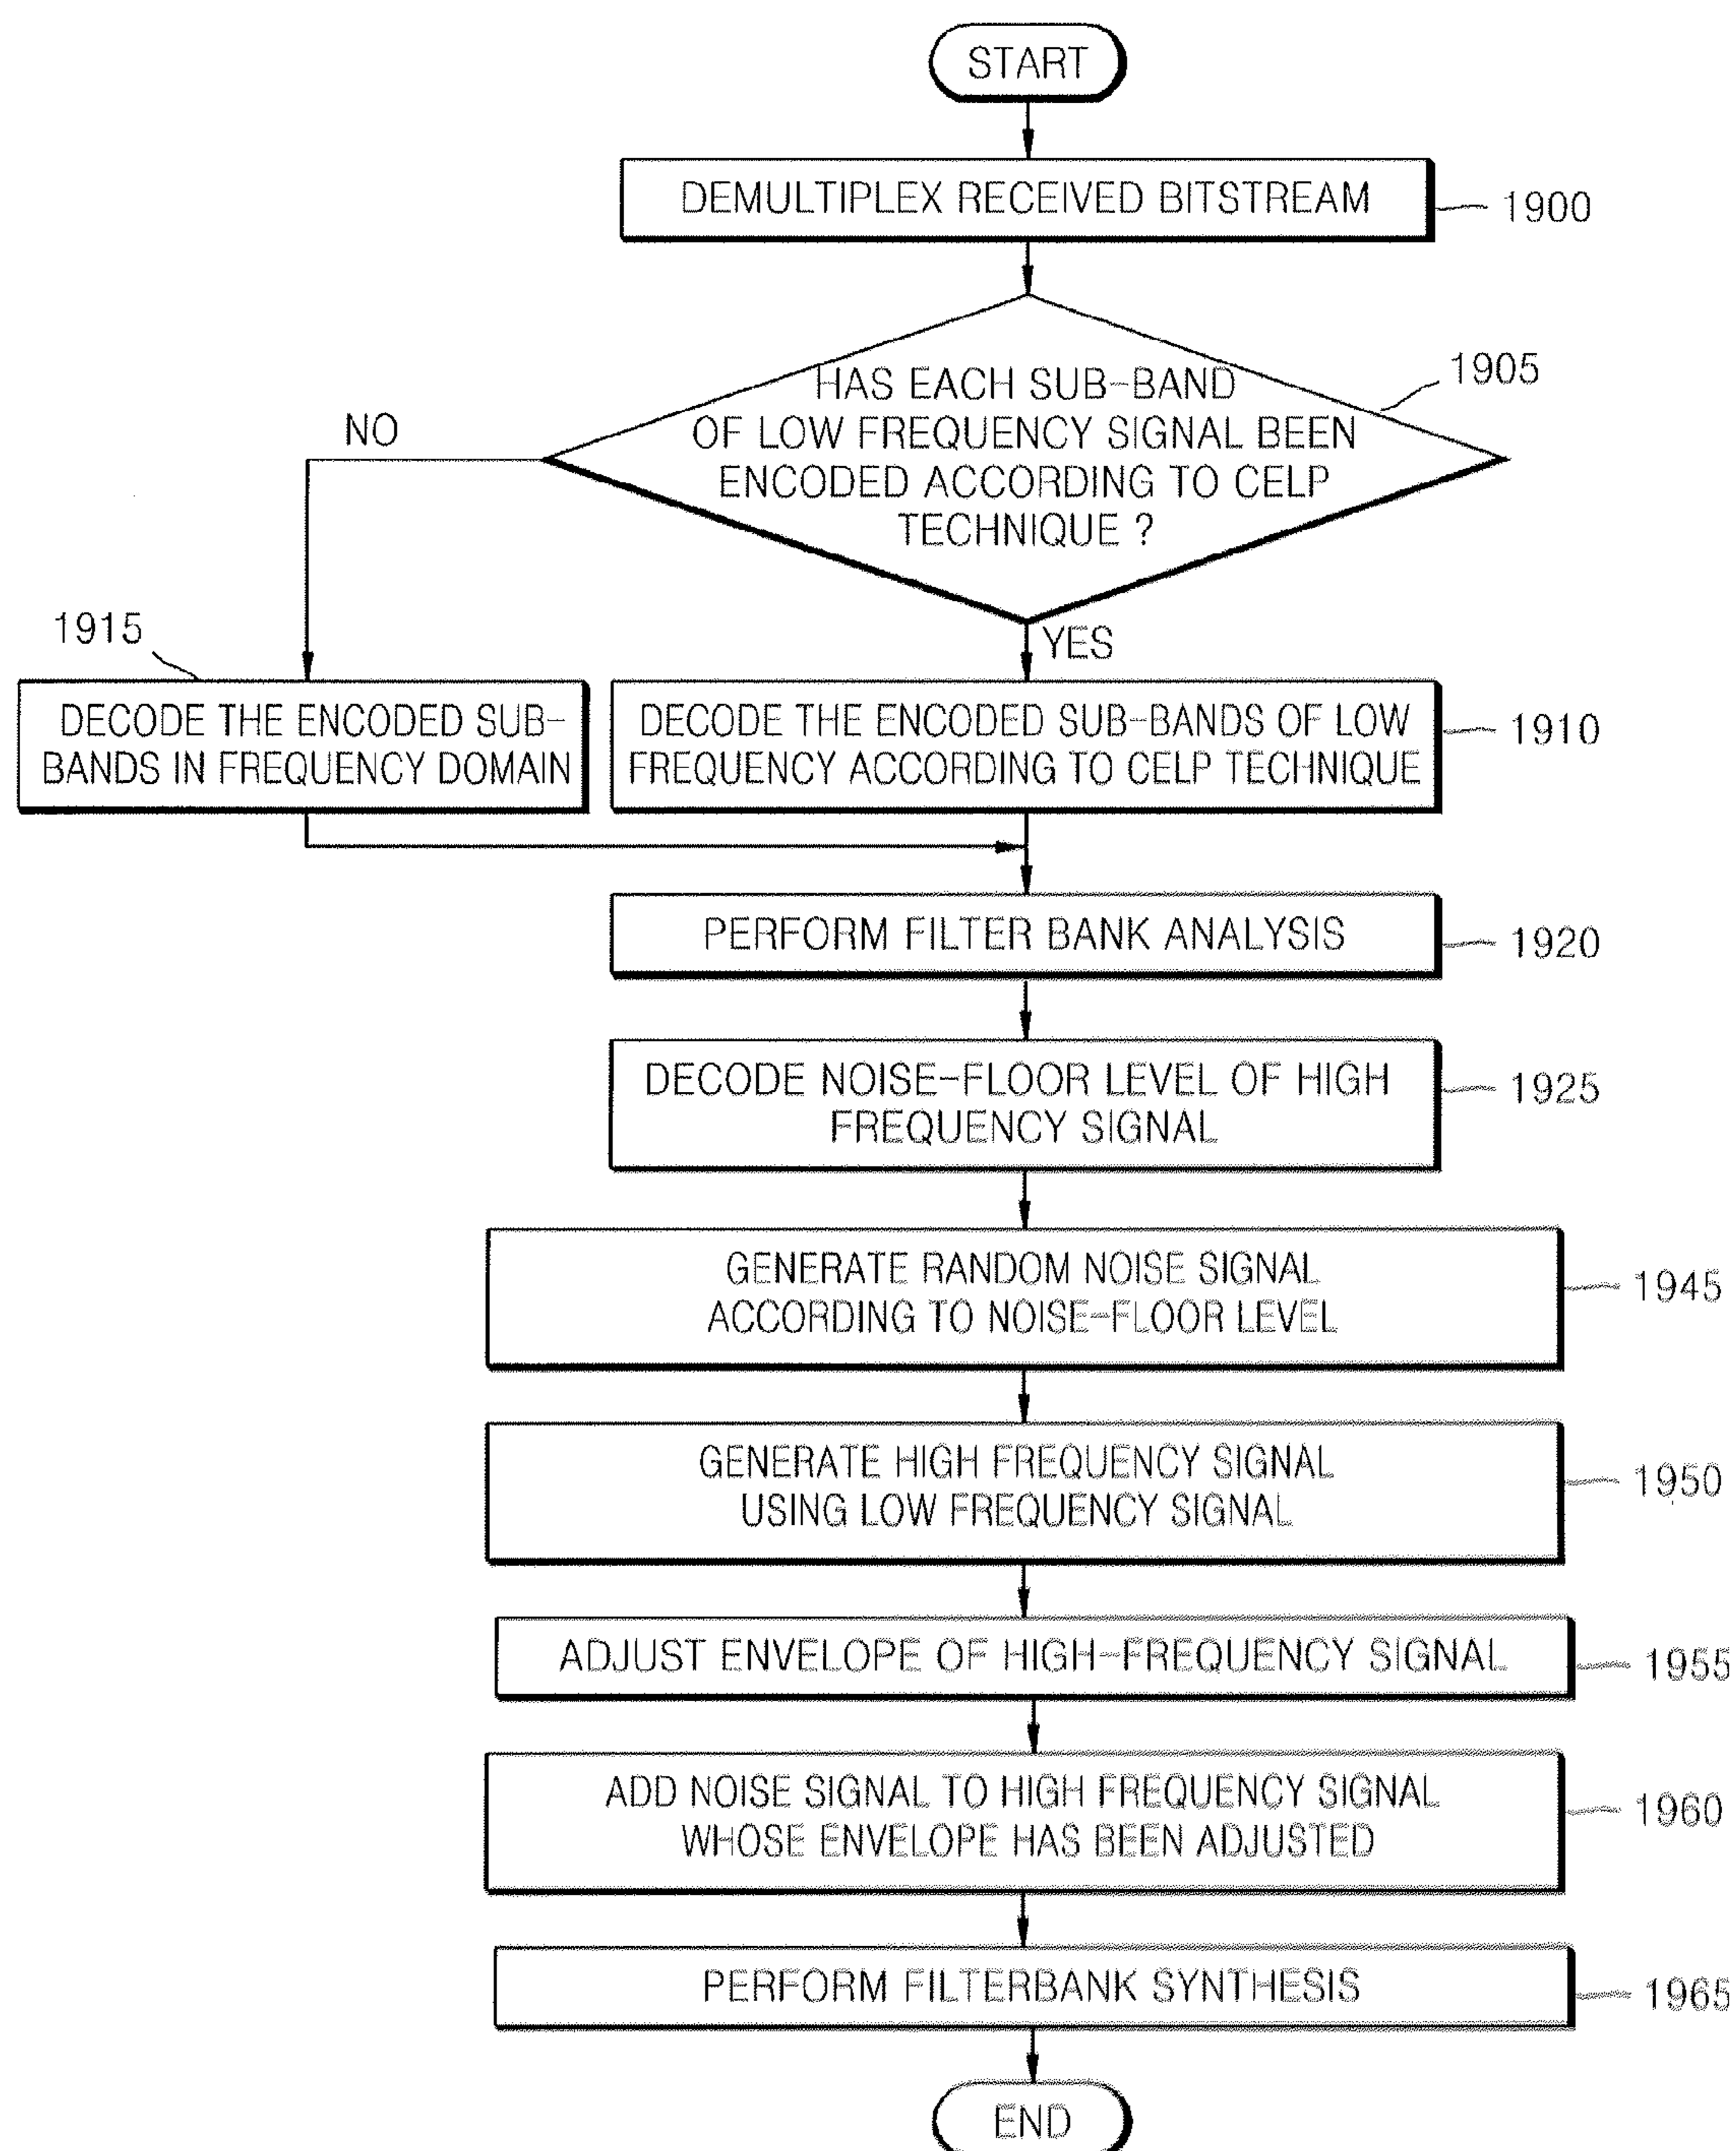 START
DEMULTIPLEX RECEIVED BITSTREAM
1900
HAS EACH SUB-BAND
OF LOW FREQUENCY SIGNAL BEEN
ENCODED ACCORDING TO CELP
TECHNIQUE ?
1905
NO
YES
1915
DECODE THE ENCODED SUB-
BANDS IN FREQUENCY DOMAIN
DECODE THE ENCODED SUB-BANDS OF LOW
FREQUENCY ACCORDING TO CELP TECHNIQUE
1910
PERFORM FILTER BANK ANALYSIS
1920
DECODE NOISE-FLOOR LEVEL OF HIGH
FREQUENCY SIGNAL
1925
GENERATE RANDOM NOISE SIGNAL
ACCORDING TO NOISE-FLOOR LEVEL
1945
GENERATE HIGH FREQUENCY SIGNAL
USING LOW FREQUENCY SIGNAL
1950
ADJUST ENVELOPE OF HIGH-FREQUENCY SIGNAL
1955
ADD NOISE SIGNAL TO HIGH FREQUENCY SIGNAL
WHOSE ENVELOPE HAS BEEN ADJUSTED
1960
PERFORM FILTERBANK SYNTHESIS
1965
END